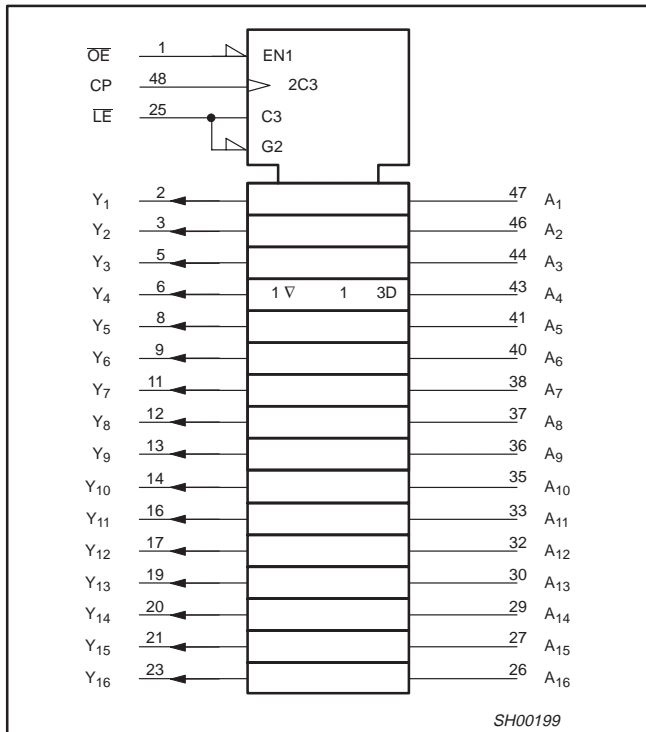 OE 1 EN1
CP 48 2C3
LE 25 C3
G2
Y1 2 47 A1
Y2 3 46 A2
Y3 5 44 A3
Y4 6 1 ∇ 1 3D 43 A4
Y5 8 41 A5
Y6 9 40 A6
Y7 11 38 A7
Y8 12 37 A8
Y9 13 36 A9
Y10 14 35 A10
Y11 16 33 A11
Y12 17 32 A12
Y13 19 30 A13
Y14 20 29 A14
Y15 21 27 A15
Y16 23 26 A16
SH00199